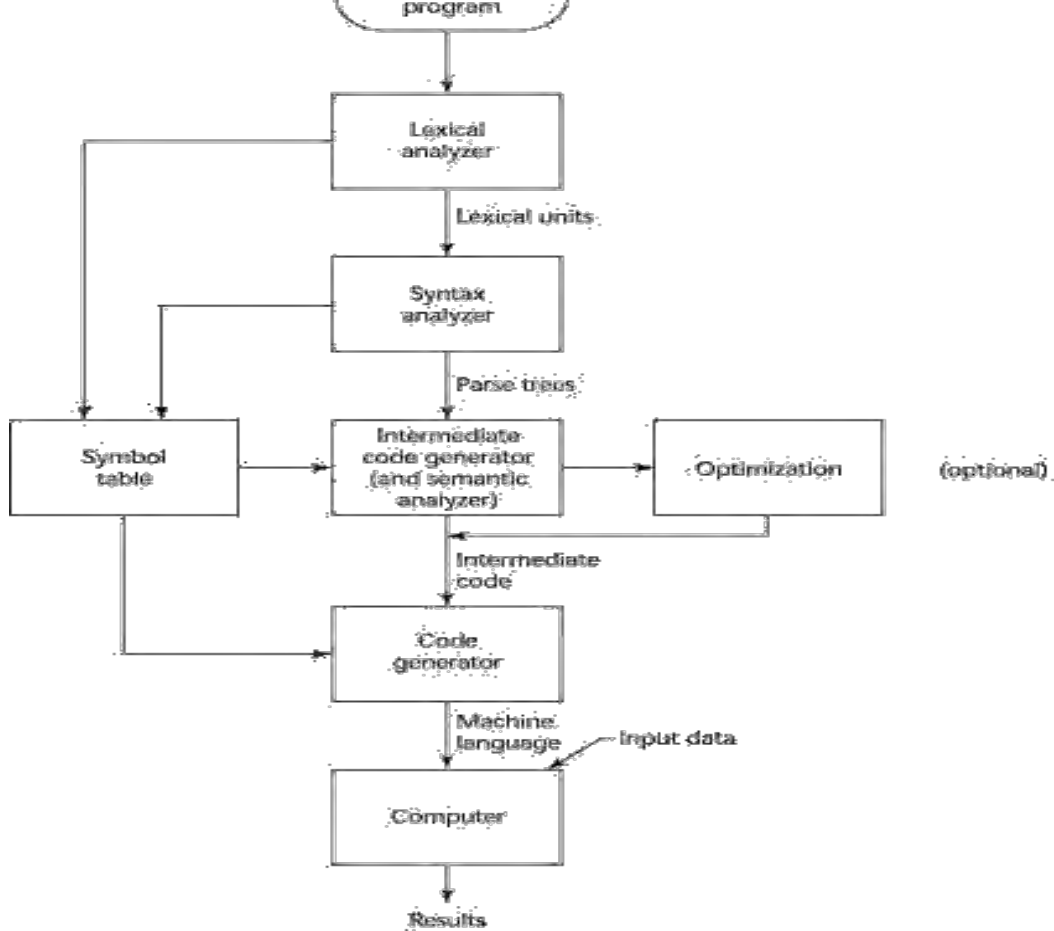 program
Lexical
analyzer
Lexical units
Syntax
analyzer
Parse trees
Symbol
table
Intermediate
code generator
(and semantic
analyzer)
Optimization
(optional)
Intermediate
code
Code
generator
Machine
language
Input data
Computer
Results